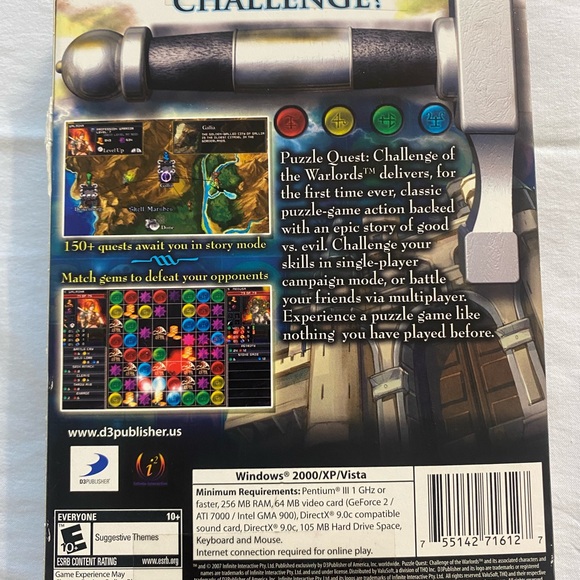 CHALLENGE!
150+ quests await you in story mode
Match gems to defeat your opponents
Puzzle Quest: Challenge of
the Warlords™ delivers, for
the first time ever, classic
puzzle-game action backed
with an epic story of good
vs. evil. Challenge your
skills in single-player
campaign mode, or battle
your friends via multiplayer.
Experience a puzzle game like
nothing you have played before.
Galia
Level Up
Skull Marshes
Done
www.d3publisher.us
D3PUBLISHER
i2
EVERYONE 10+
E
10+
Suggestive Themes
ESRB CONTENT RATING www.esrb.org
Game Experience May
Windows® 2000/XP/Vista
Minimum Requirements: Pentium® III 1 GHz or
faster, 256 MB RAM, 64 MB video card (GeForce 2 /
ATI 7000 / Intel GMA 900), DirectX® 9.0c compatible
sound card, DirectX® 9.0c, 105 MB Hard Drive Space,
Keyboard and Mouse.
Internet connection required for online play.
7 55142 71612 7